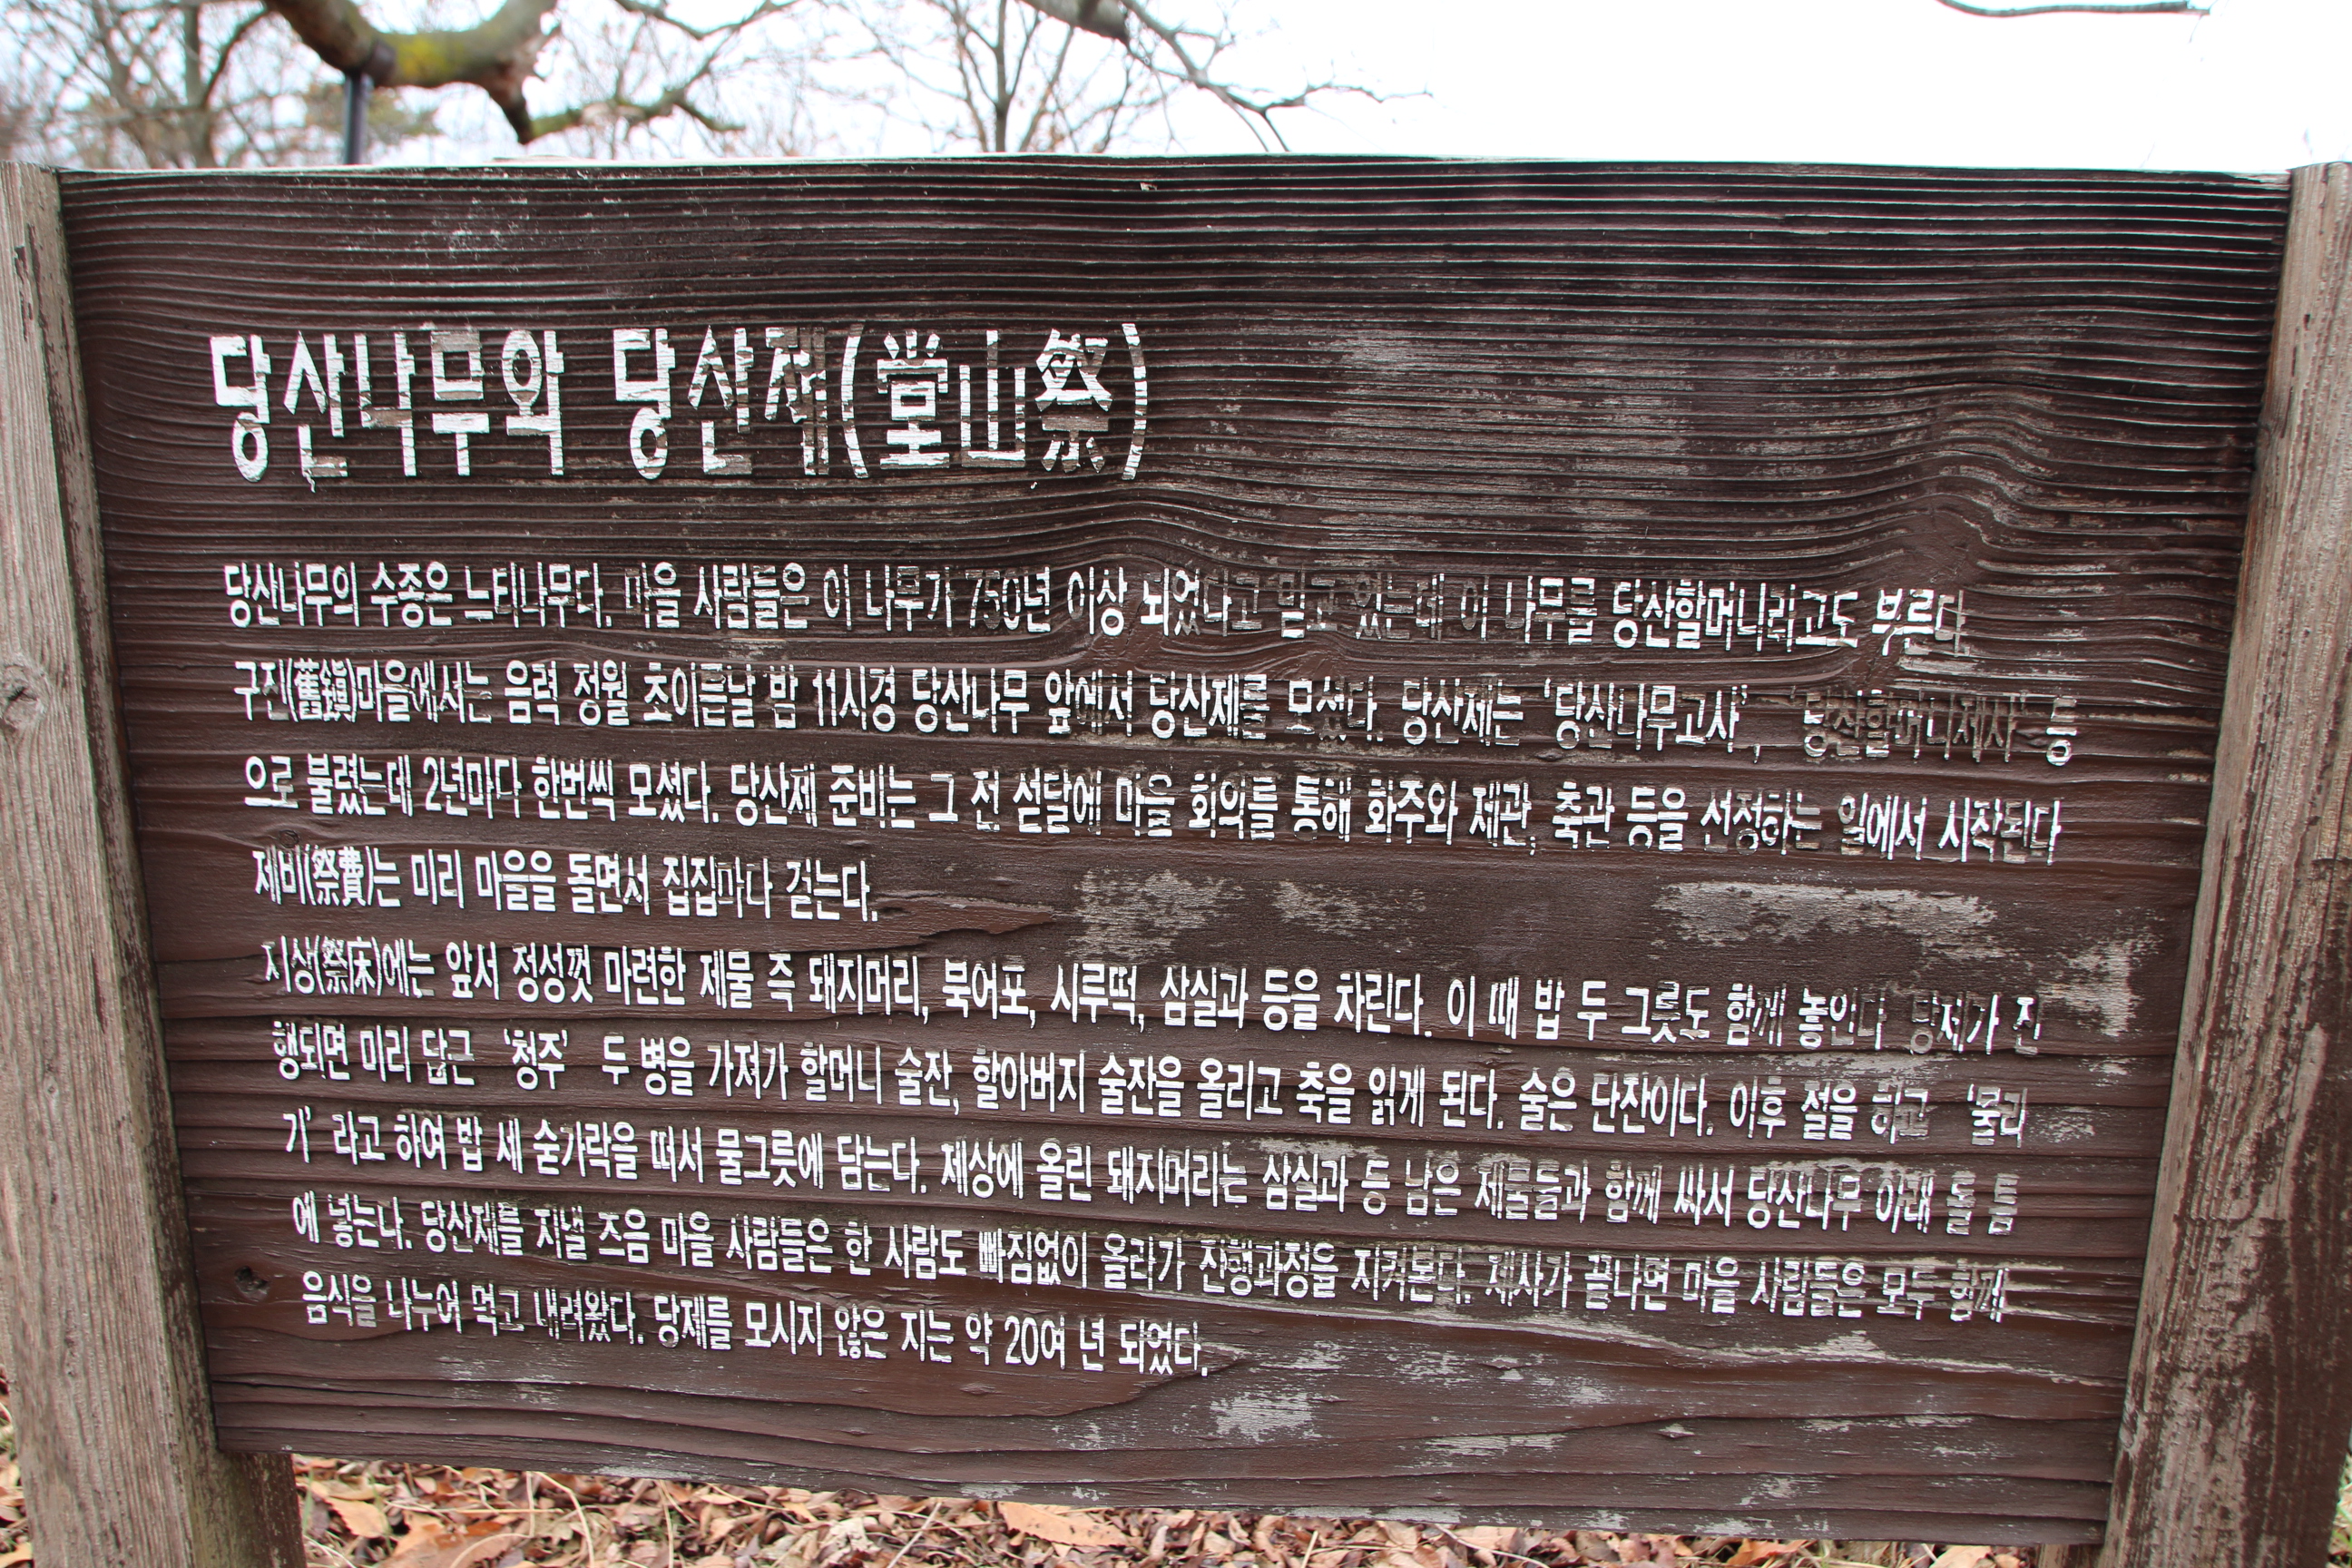 당산나무와 당산제(堂山祭)
당산나무의 수종은 느티나무다. 마을 사람들은 이 나무가 750년 이상 되었다고 믿고 있는데 이 나무를 당산할머니라고도 부른다.
구진(舊鎭)마을에서는 음력 정월 초이튿날 밤 11시경 당산나무 앞에서 당산제를 모셨다. 당산제는 ‘당산나무고사’, ‘당산할머니제사’ 등
으로 불렸는데 2년마다 한번씩 모셨다. 당산제 준비는 그 전 섣달에 마을 회의를 통해 화주와 제관, 축관 등을 선정하는 일에서 시작된다
제비(祭費)는 미리 마을을 돌면서 집집마다 걷는다.
지상(祭床)에는 앞서 정성껏 마련한 제물 즉 돼지머리, 북어포, 시루떡, 삼실과 등을 차린다. 이 때 밥 두 그릇도 함께 놓인다 당제가 진
행되면 미리 담근 ‘청주’ 두 병을 가져가 할머니 술잔, 할아버지 술잔을 올리고 축을 읽게 된다. 술은 단잔이다. 이후 절을 하고 ‘물리
기’ 라고 하여 밥 세 숟가락을 떠서 물그릇에 담는다. 제상에 올린 돼지머리는 삼실과 등 남은 제물들과 함께 싸서 당산나무 아래 돌 틈
에 넣는다. 당산제를 지낼 즈음 마을 사람들은 한 사람도 빠짐없이 올라가 진행과정을 지켜본다. 제사가 끝나면 마을 사람들은 모두 함께
음식을 나누어 먹고 내려왔다. 당제를 모시지 않은 지는 약 20여 년 되었다.